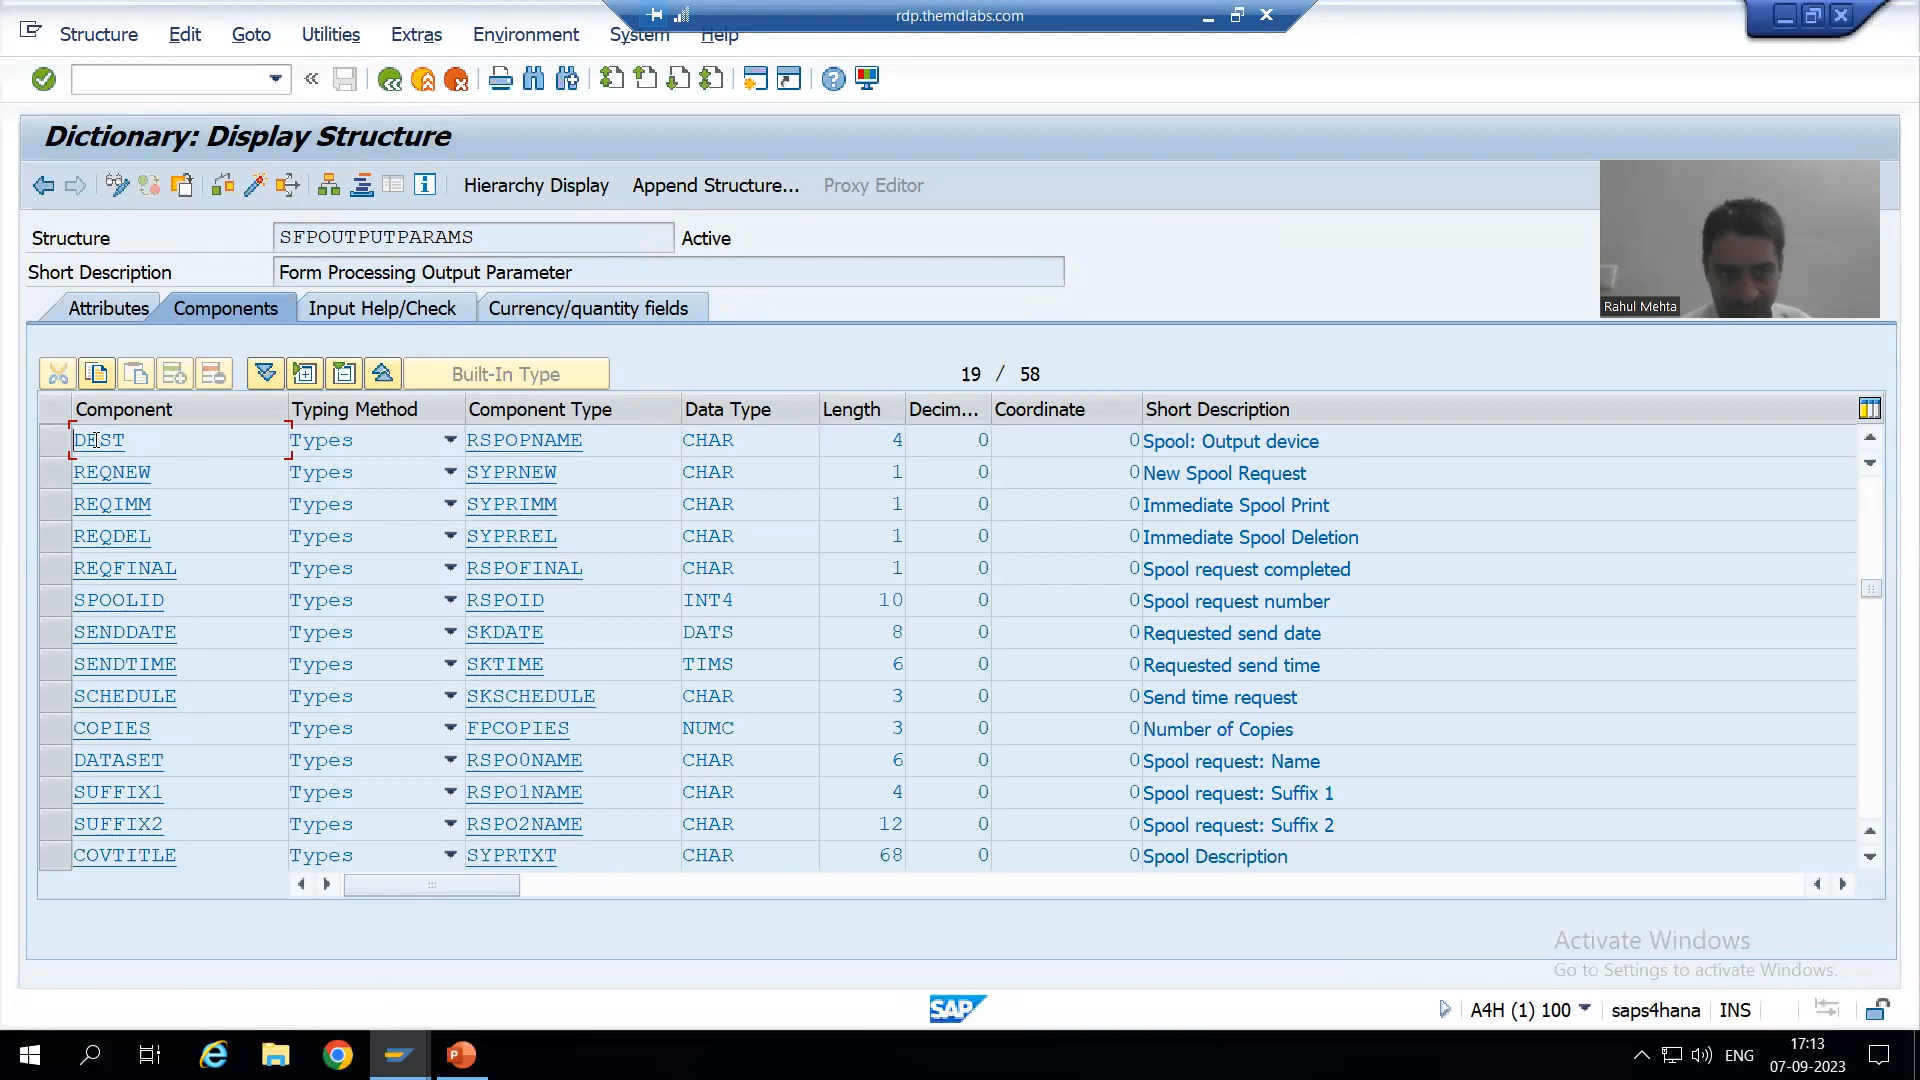 rdp.themdlabs.com
Structure Edit Goto Utilities Extras Environment System Help
Dictionary: Display Structure
Hierarchy Display Append Structure... Proxy Editor
Structure SFPOUTPUTPARAMS Active
Short Description Form Processing Output Parameter
Rahul Mehta
Attributes Components Input Help/Check Currency/quantity fields
Built-In Type 19 / 58
Component Typing Method Component Type Data Type Length Decim... Coordinate Short Description
DEST Types RSPOPNAME CHAR 4 0 0 Spool: Output device
REQNEW Types SYPRNEW CHAR 1 0 0 New Spool Request
REQIMM Types SYPRIMM CHAR 1 0 0 Immediate Spool Print
REQDEL Types SYPRREL CHAR 1 0 0 Immediate Spool Deletion
REQFINAL Types RSPOFINAL CHAR 1 0 0 Spool request completed
SPOOLID Types RSPOID INT4 10 0 0 Spool request number
SENDDATE Types SKDATE DATS 8 0 0 Requested send date
SENDTIME Types SKTIME TIMS 6 0 0 Requested send time
SCHEDULE Types SKSCHEDULE CHAR 3 0 0 Send time request
COPIES Types FPCOPIES NUMC 3 0 0 Number of Copies
DATASET Types RSPO0NAME CHAR 6 0 0 Spool request: Name
SUFFIX1 Types RSPO1NAME CHAR 4 0 0 Spool request: Suffix 1
SUFFIX2 Types RSPO2NAME CHAR 12 0 0 Spool request: Suffix 2
COVTITLE Types SYPRTXT CHAR 68 0 0 Spool Description
Activate Windows
Go to Settings to activate Windows.
SAP A4H (1) 100 saps4hana INS
ENG 17:13
07-09-2023